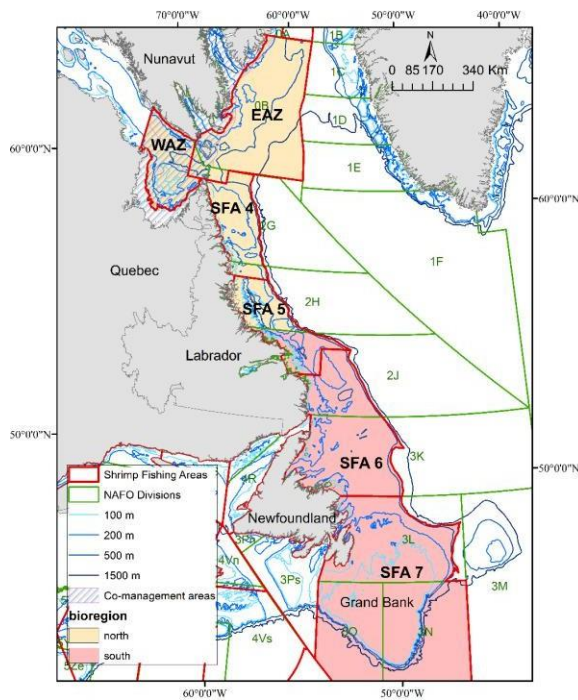 70°0'0"W
60°0'0"W
50°0'0"W
40°0'0"W
0A
1B
Nunavut
1C
N
0 85 170 340 Km
0B
EAZ
1D
WAZ
60°0'0"N
1E
60°0'0"N
SFA 4
2G
1F
Quebec
2H
SFA 5
Labrador
2J
50°0'0"N
50°0'0"N
SFA 6
3K
Shrimp Fishing Areas
NAFO Divisions
100 m
200 m
500 m
1500 m
Co-management areas
bioregion
north
south
4R
Newfoundland
3Pn
4Vn
3L
3Ps
SFA 7
3M
Grand Bank
4Vs
3O
3N
5Ze
60°0'0"W
50°0'0"W